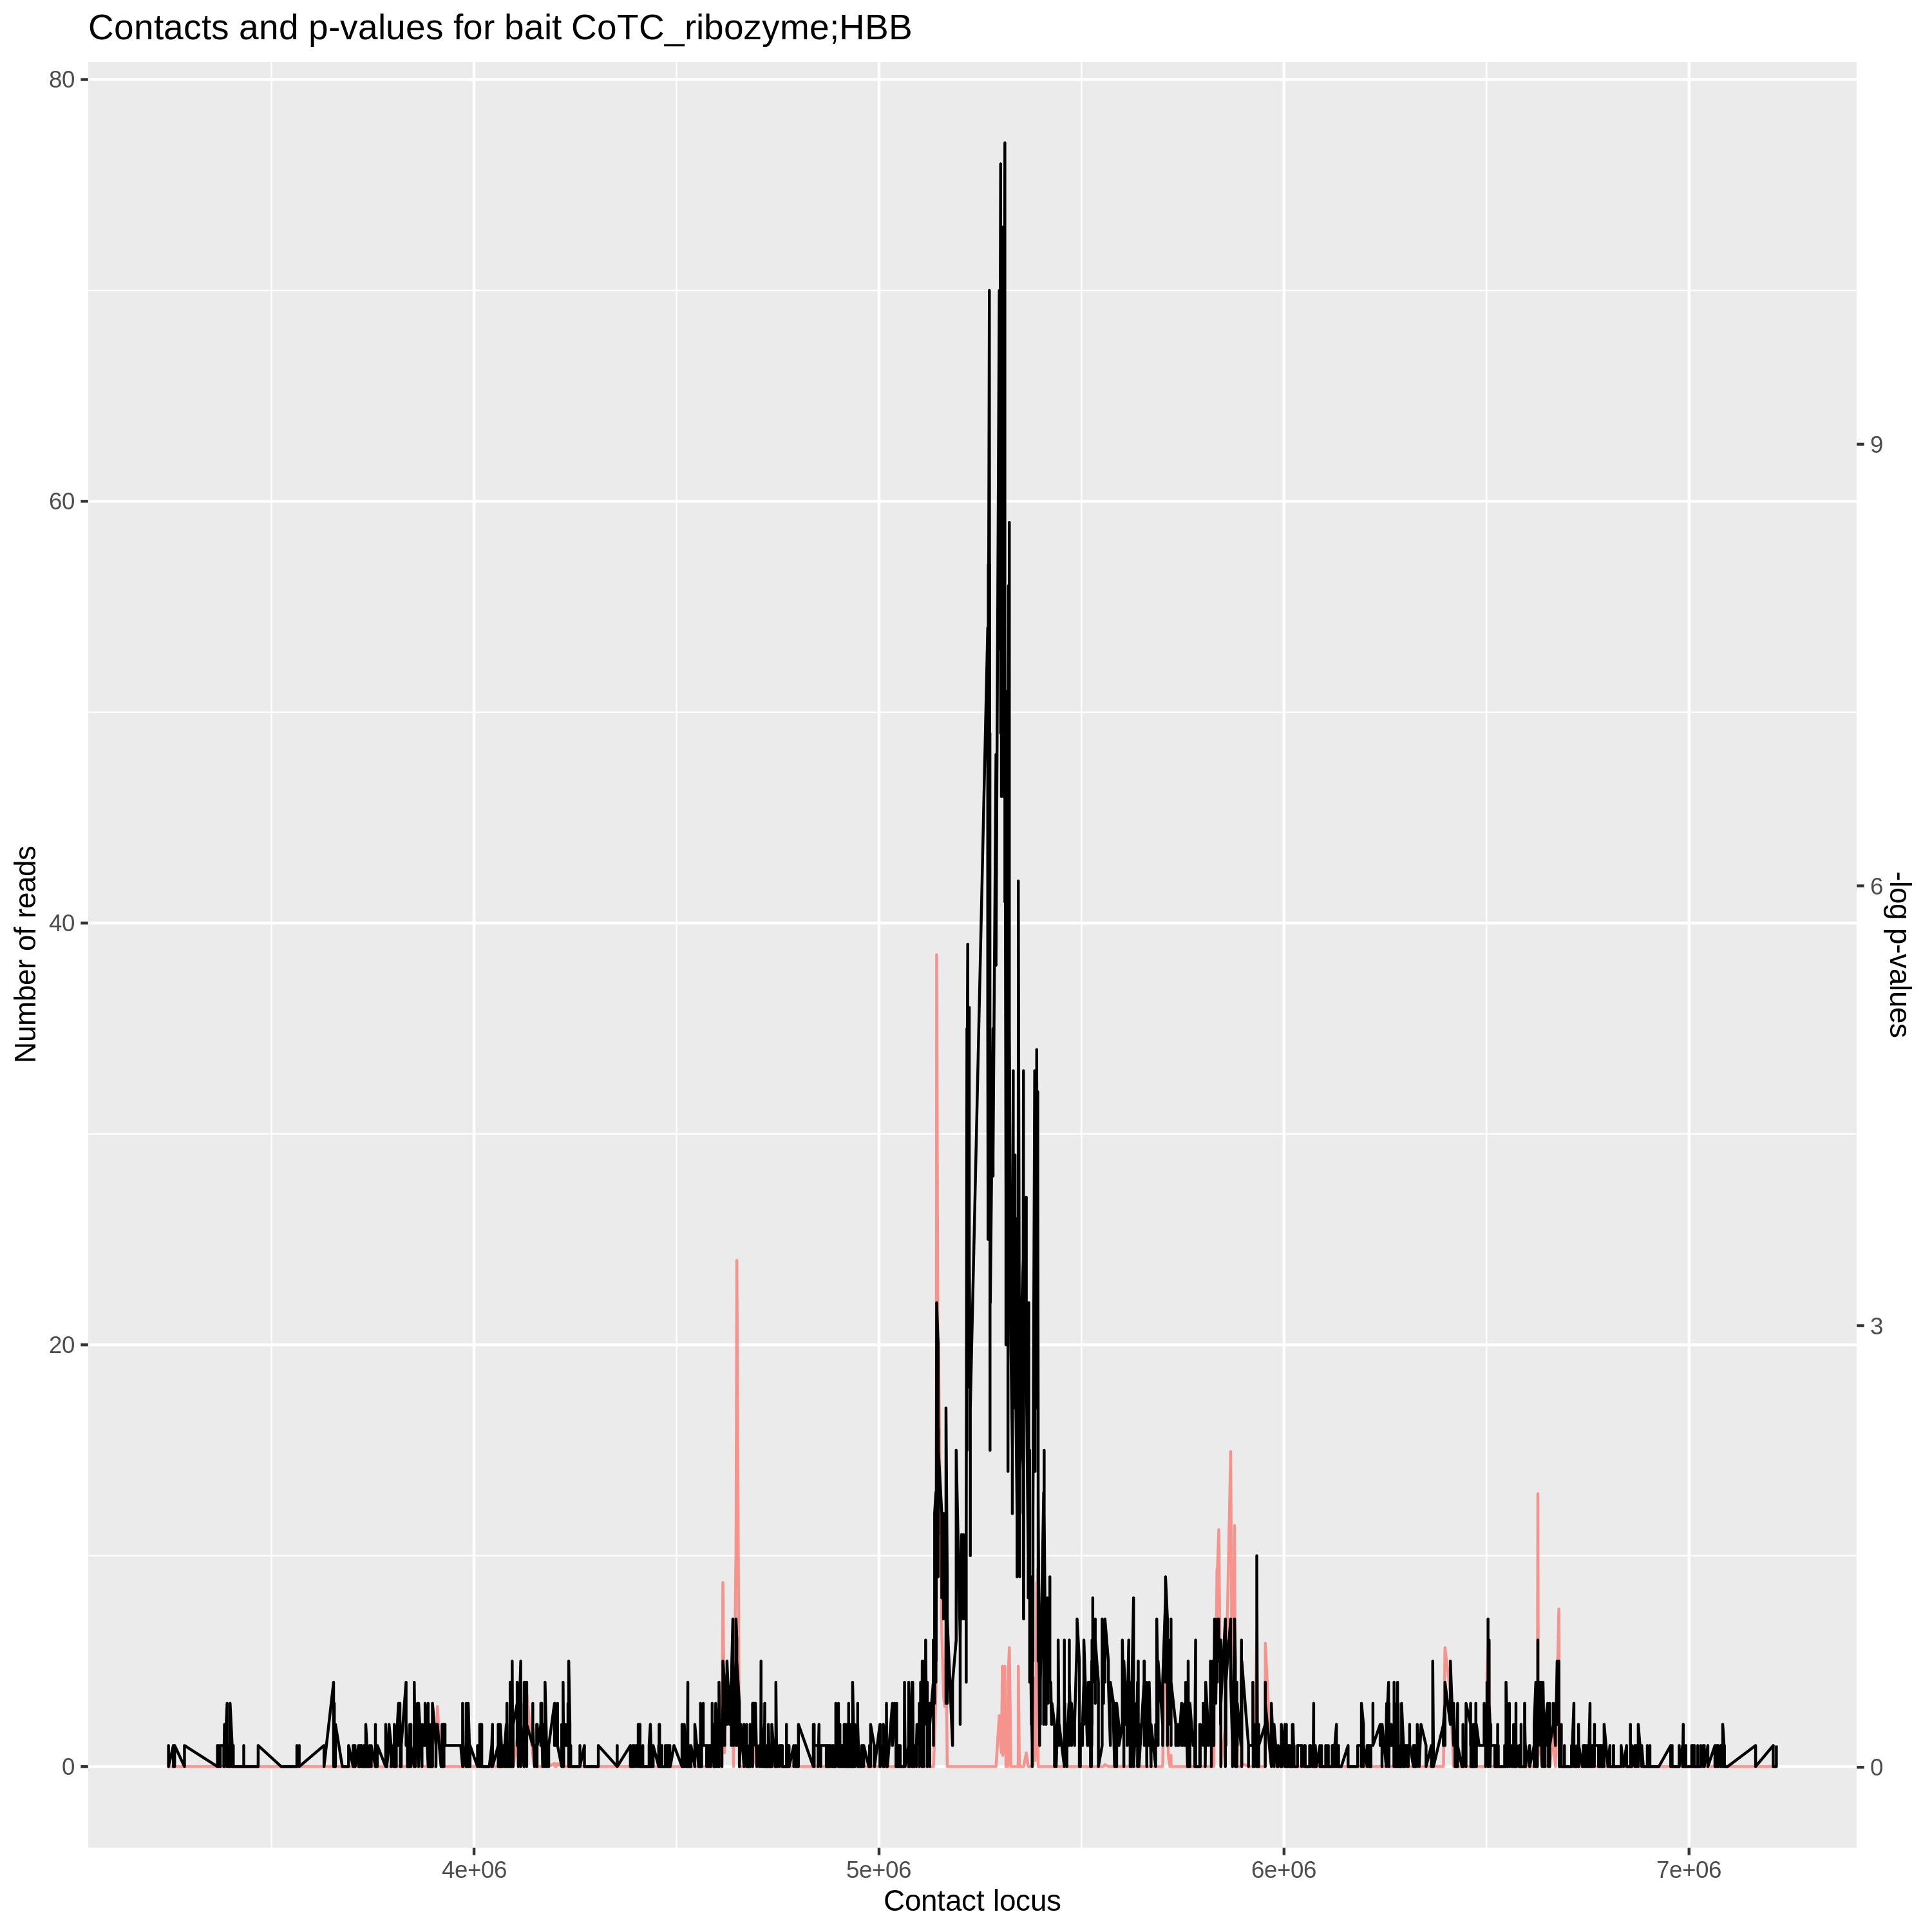 Contacts and p-values for bait CoTC_ribozyme;HBB
80
60
40
20
0
Number of reads
9
6
3
0
-log p-values
4e+06 5e+06 6e+06 7e+06
Contact locus